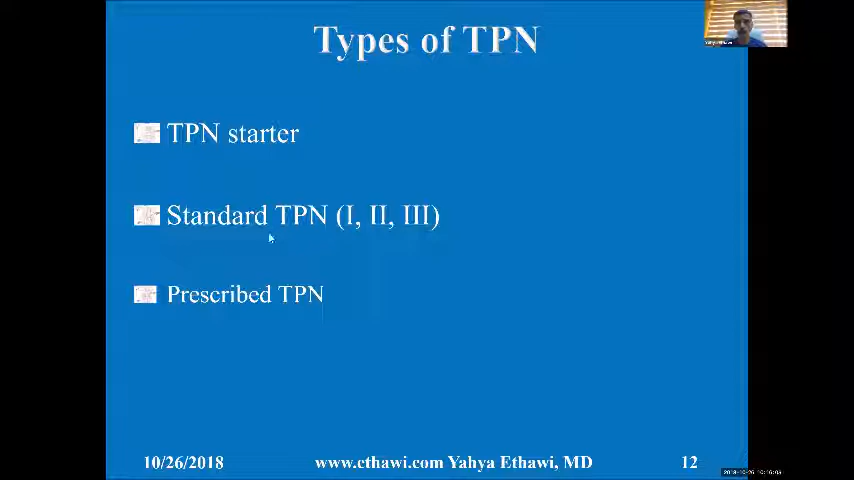 Types of TPN
TPN starter
Standard TPN (I, II, III)
Prescribed TPN
10/26/2018
www.ethawi.com Yahya Ethawi, MD
12